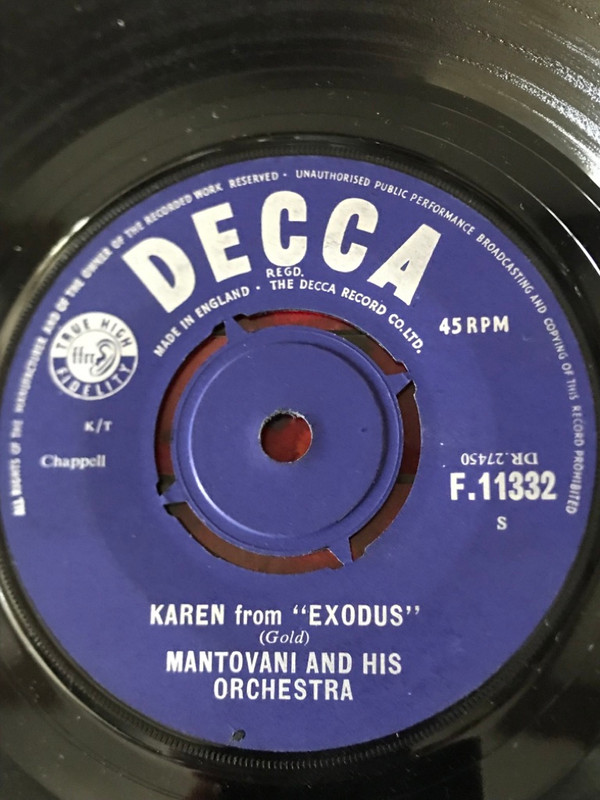 ALL RIGHTS OF THE MANUFACTURER AND OF THE OWNER OF THE RECORDED WORK RESERVED · UNAUTHORISED PUBLIC PERFORMANCE BROADCASTING AND COPYING OF THIS RECORD PROHIBITED
DECCA
REGD.
MADE IN ENGLAND · THE DECCA RECORD CO. LTD.
45 RPM
TRUE HIGH
ffrr
FIDELITY
K/T
Chappell
DR.27450
F.11332
S
KAREN from “EXODUS”
(Gold)
MANTOVANI AND HIS
ORCHESTRA